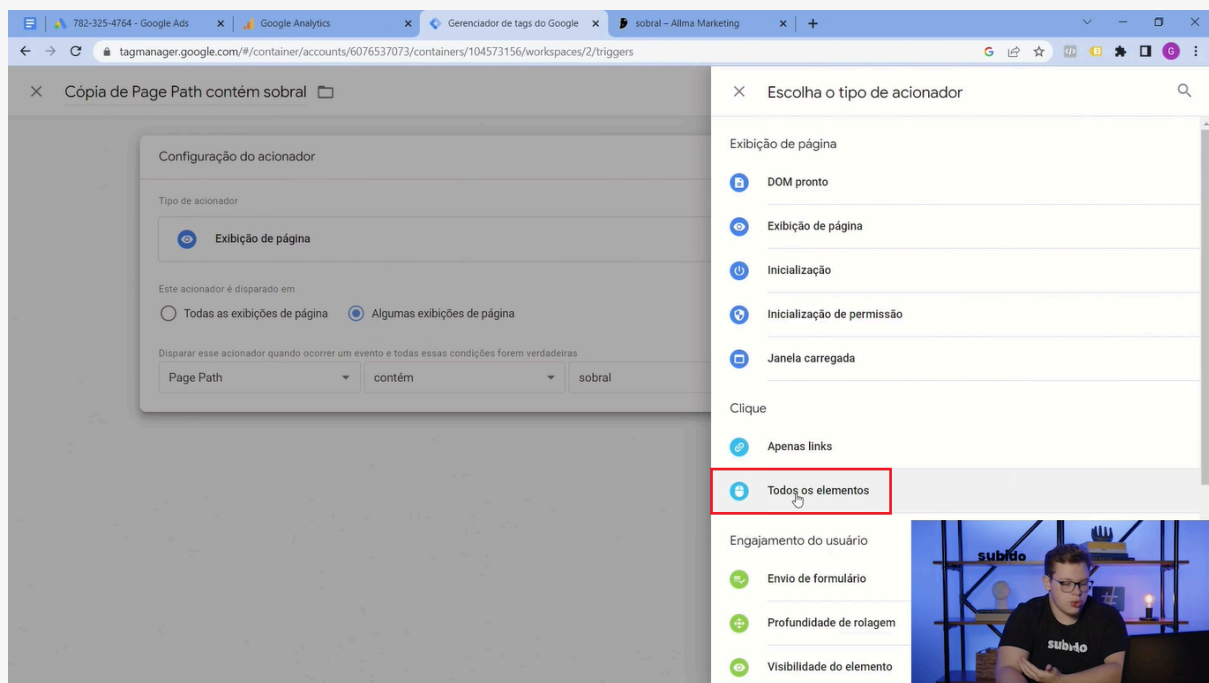 782-325-4764 - Google Ads
Google Analytics
Gerenciador de tags do Google
sobral – Allma Marketing
tagmanager.google.com/#/container/accounts/6076537073/containers/104573156/workspaces/2/triggers
G
Cópia de Page Path contém sobral
Configuração do acionador
Tipo de acionador
Exibição de página
Este acionador é disparado em
Todas as exibições de página
Algumas exibições de página
Disparar esse acionador quando ocorrer um evento e todas essas condições forem verdadeiras
Page Path
contém
sobral
Escolha o tipo de acionador
Exibição de página
DOM pronto
Exibição de página
Inicialização
Inicialização de permissão
Janela carregada
Clique
Apenas links
Todos os elementos
Engajamento do usuário
Envio de formulário
Profundidade de rolagem
Visibilidade do elemento
subido
#
subido